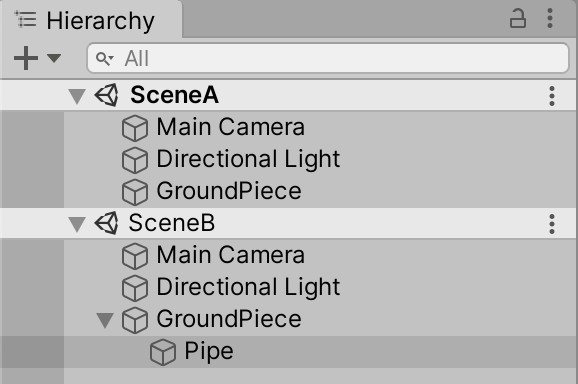 Hierarchy
All
SceneA
Main Camera
Directional Light
GroundPiece
SceneB
Main Camera
Directional Light
GroundPiece
Pipe